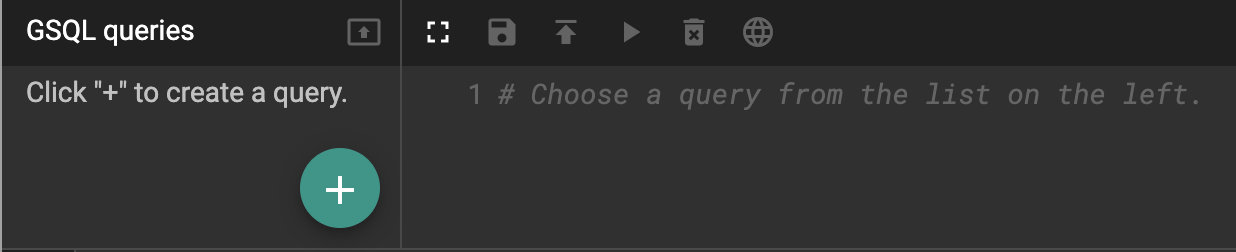 GSQL queries
Click "+" to create a query.
1 # Choose a query from the list on the left.